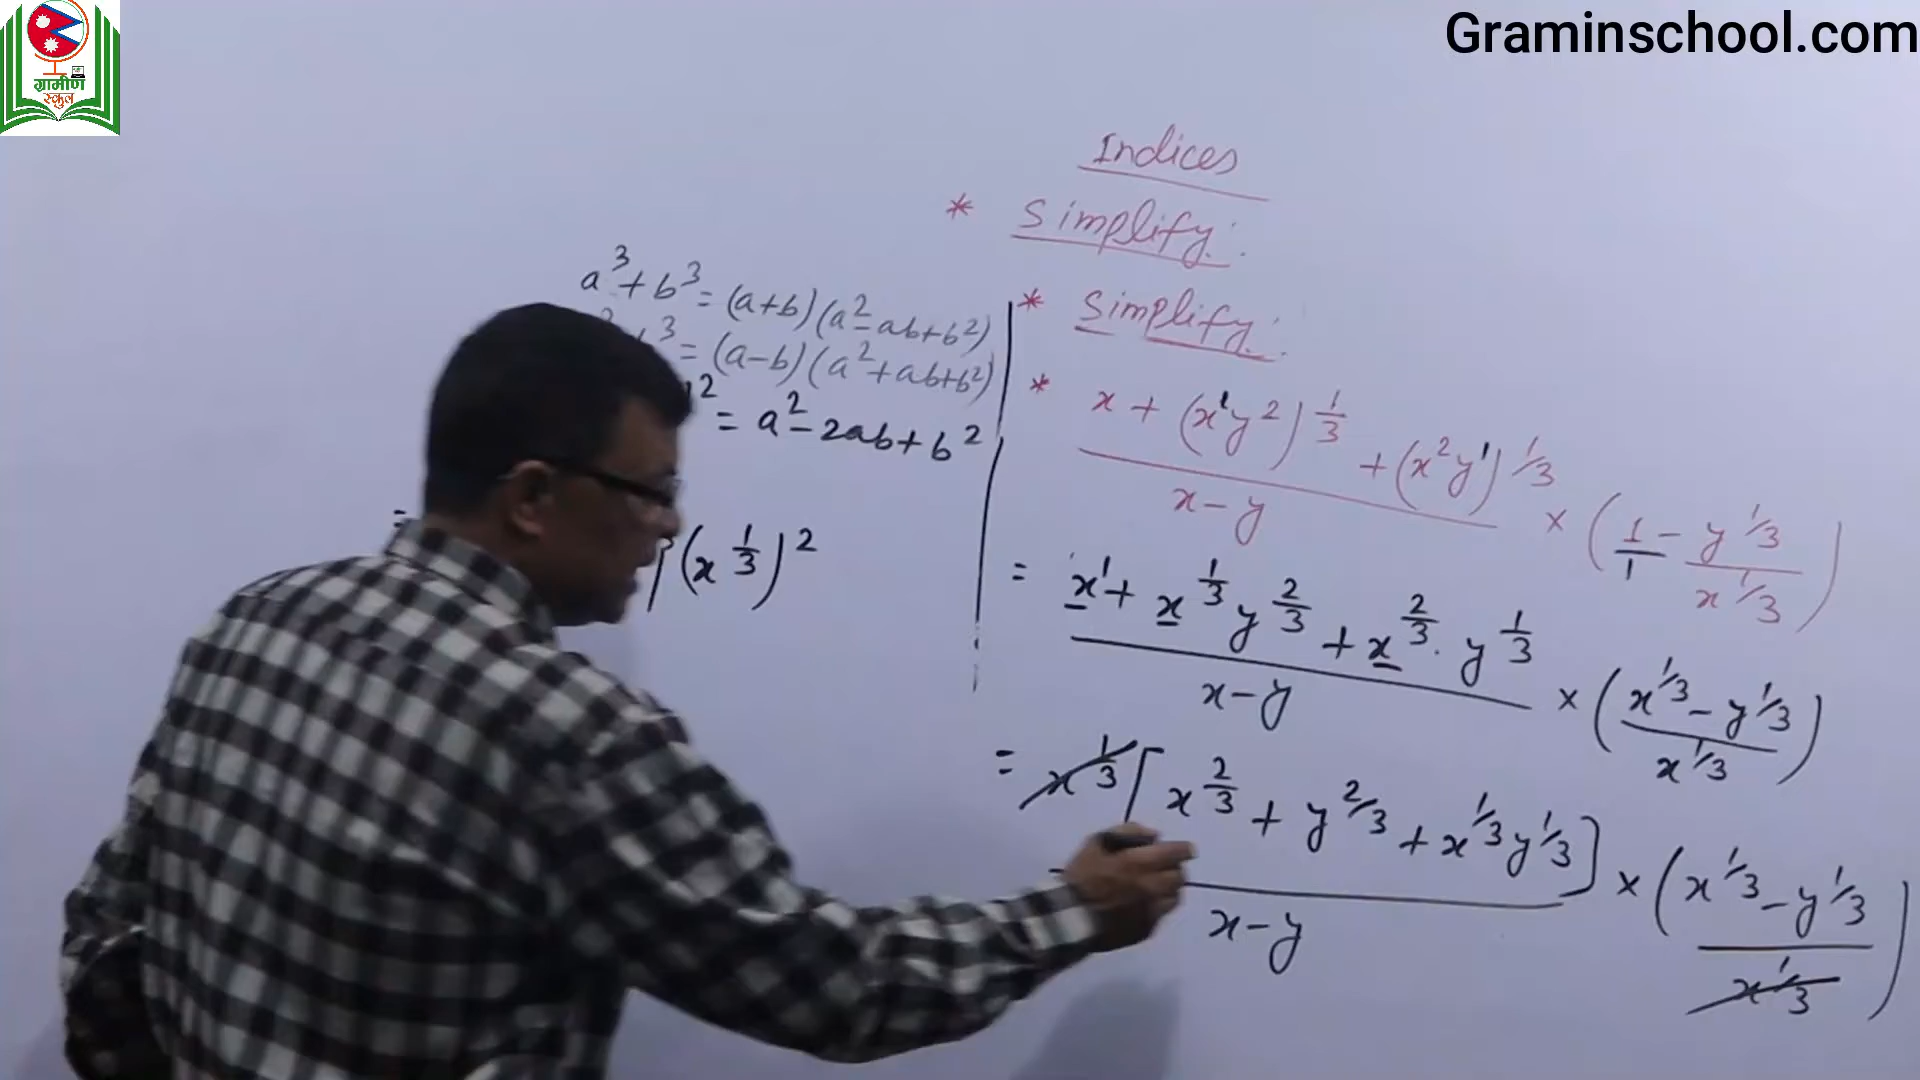 Graminschool.com
ग्रामीण
स्कुल
Indices
* Simplify:
a³ + b³ = (a+b)(a² - ab + b²)
³ = (a-b)(a² + ab + b²)
² = a² - 2ab + b²
= (x^1/3)²
* Simplify:
* x + (x¹y²)^1/3 + (x²y¹)^1/3 / x-y × (1/1 - y^1/3 / x^1/3)
= x¹ + x^1/3 y^2/3 + x^2/3 . y^1/3 / x-y × (x^1/3 - y^1/3 / x^1/3)
= x^1/3 [x^2/3 + y^2/3 + x^1/3 y^1/3] / x-y × (x^1/3 - y^1/3 / x^1/3)